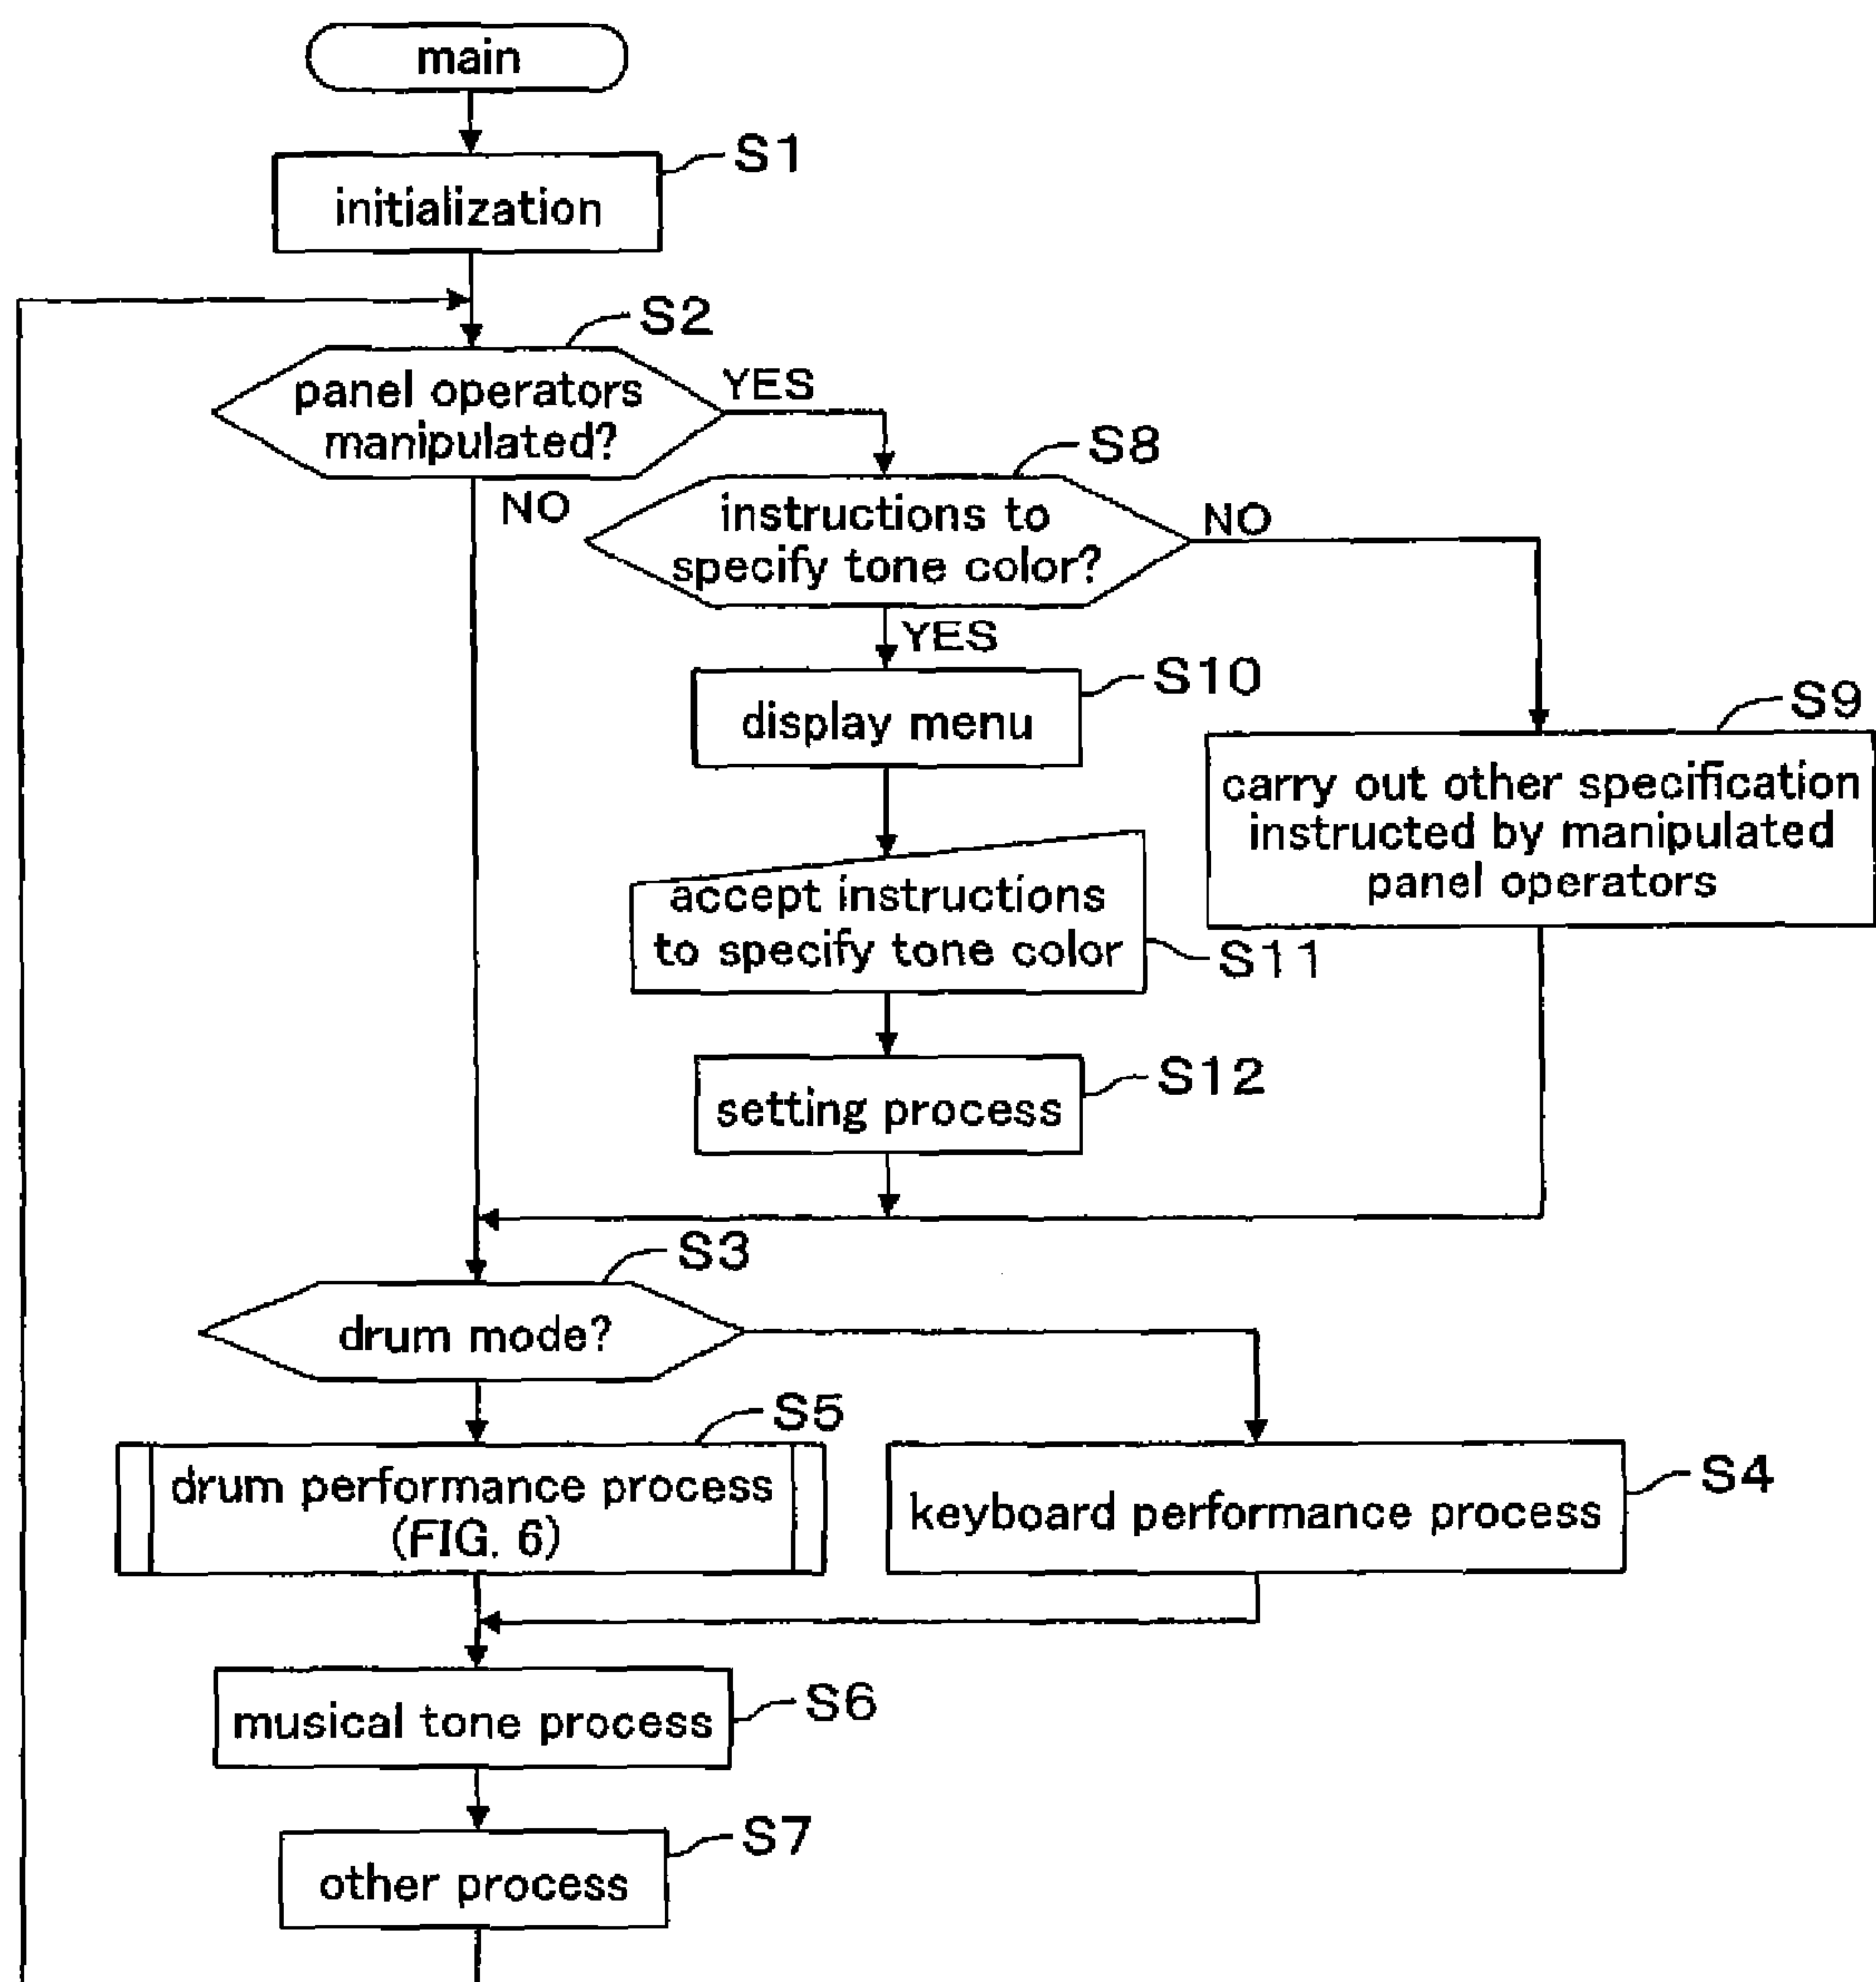 main
S1
initialization
S2
panel operators
manipulated?
YES
NO
S8
instructions to
specify tone color?
NO
YES
S10
display menu
S9
carry out other specification
instructed by manipulated
panel operators
accept instructions
to specify tone color
S11
S12
setting process
S3
drum mode?
S5
drum performance process
(FIG. 6)
S4
keyboard performance process
S6
musical tone process
S7
other process